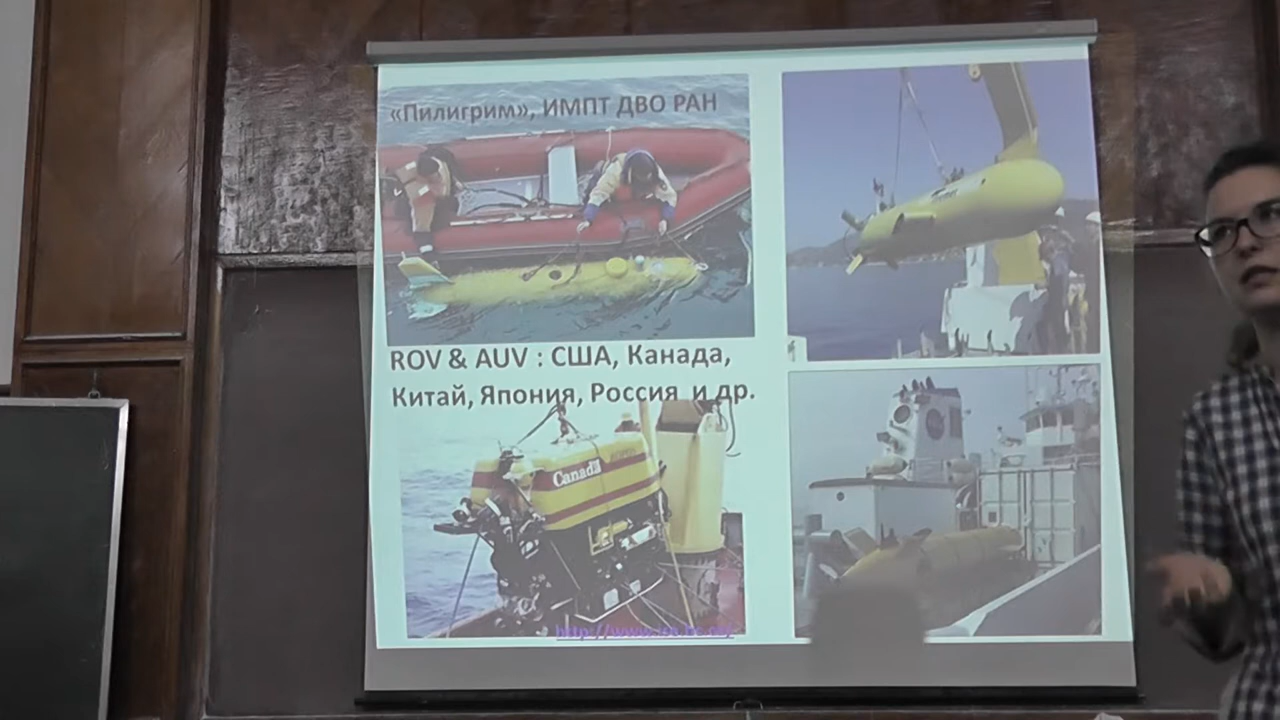 «Пилигрим», ИМПТ ДВО РАН
ROV & AUV : США, Канада,
Китай, Япония, Россия и др.
Canada